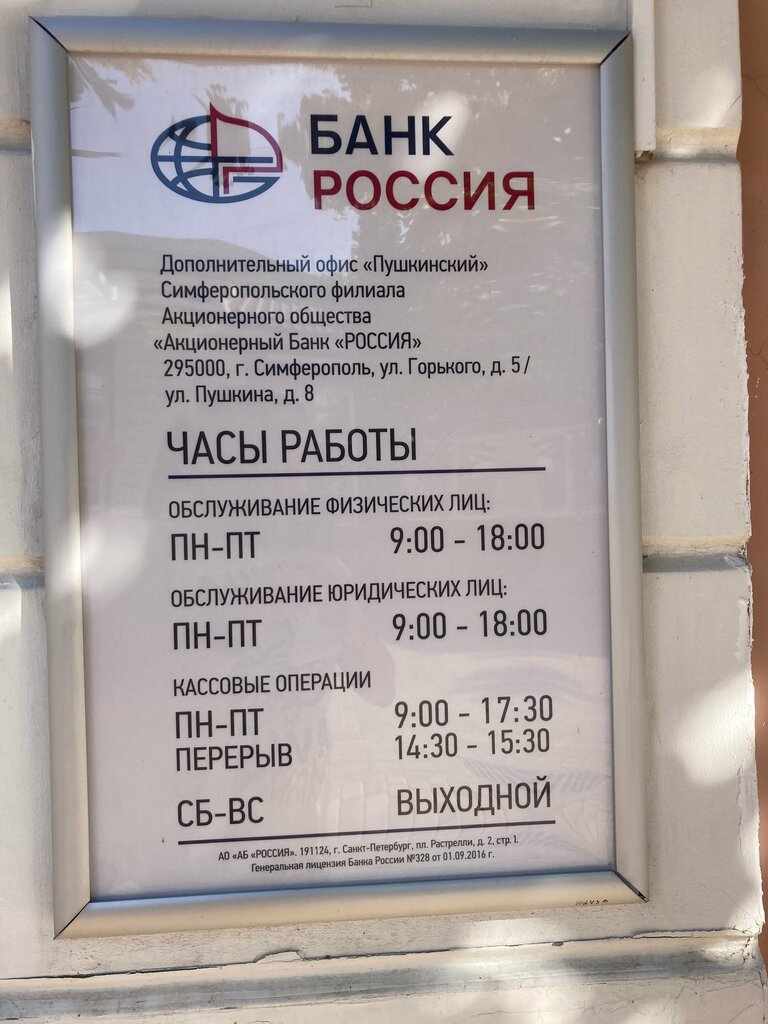 БАНК
РОССИЯ
Дополнительный офис «Пушкинский»
Симферопольского филиала
Акционерного общества
«Акционерный Банк «РОССИЯ»
295000, г. Симферополь, ул. Горького, д. 5/
ул. Пушкина, д. 8
ЧАСЫ РАБОТЫ
ОБСЛУЖИВАНИЕ ФИЗИЧЕСКИХ ЛИЦ:
ПН-ПТ 9:00 - 18:00
ОБСЛУЖИВАНИЕ ЮРИДИЧЕСКИХ ЛИЦ:
ПН-ПТ 9:00 - 18:00
КАССОВЫЕ ОПЕРАЦИИ
ПН-ПТ 9:00 - 17:30
ПЕРЕРЫВ 14:30 - 15:30
СБ-ВС ВЫХОДНОЙ
АО «АБ «РОССИЯ». 191124, г. Санкт-Петербург, пл. Растрелли, д. 2, стр. 1.
Генеральная лицензия Банка России №328 от 01.09.2016 г.